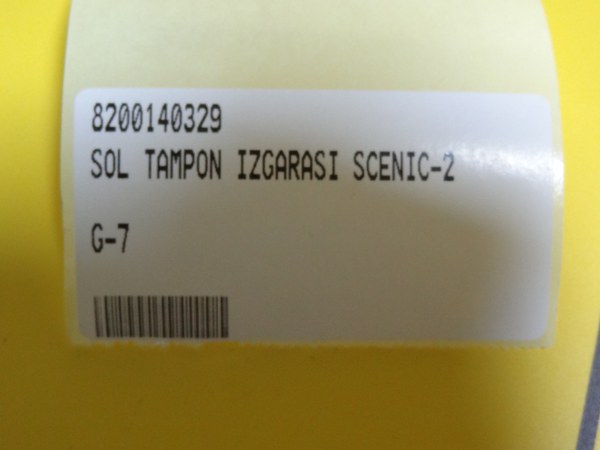 8200140329
SOL TAMPON IZGARASI SCENIC-2
G-7